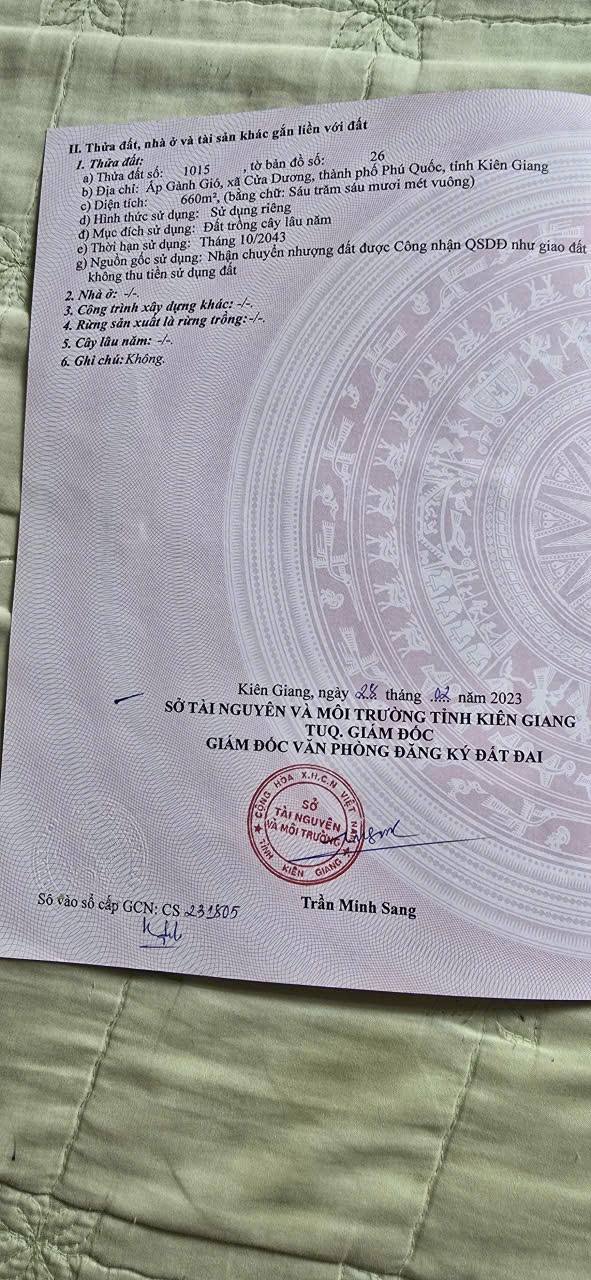 II. Thửa đất, nhà ở và tài sản khác gắn liền với đất
1. Thửa đất:
a) Thửa đất số: 1015 , tờ bản đồ số: 26
b) Địa chỉ: Ấp Gành Gió, xã Cửa Dương, thành phố Phú Quốc, tỉnh Kiên Giang
c) Diện tích: 660m², (bằng chữ: Sáu trăm sáu mươi mét vuông)
d) Hình thức sử dụng: Sử dụng riêng
đ) Mục đích sử dụng: Đất trồng cây lâu năm
e) Thời hạn sử dụng: Tháng 10/2043
g) Nguồn gốc sử dụng: Nhận chuyển nhượng đất được Công nhận QSDĐ như giao đất
không thu tiền sử dụng đất
2. Nhà ở: -/-.
3. Công trình xây dựng khác: -/-.
4. Rừng sản xuất là rừng trồng: -/-.
5. Cây lâu năm: -/-.
6. Ghi chú: Không.
Kiên Giang, ngày 28 tháng 02 năm 2023
SỞ TÀI NGUYÊN VÀ MÔI TRƯỜNG TỈNH KIÊN GIANG
TUQ. GIÁM ĐỐC
GIÁM ĐỐC VĂN PHÒNG ĐĂNG KÝ ĐẤT ĐAI
CỘNG HÒA X.H.C.N VIỆT NAM
SỞ
TÀI NGUYÊN
VÀ MÔI TRƯỜNG
TỈNH KIÊN GIANG
Trần Minh Sang
Số vào sổ cấp GCN: CS 231805